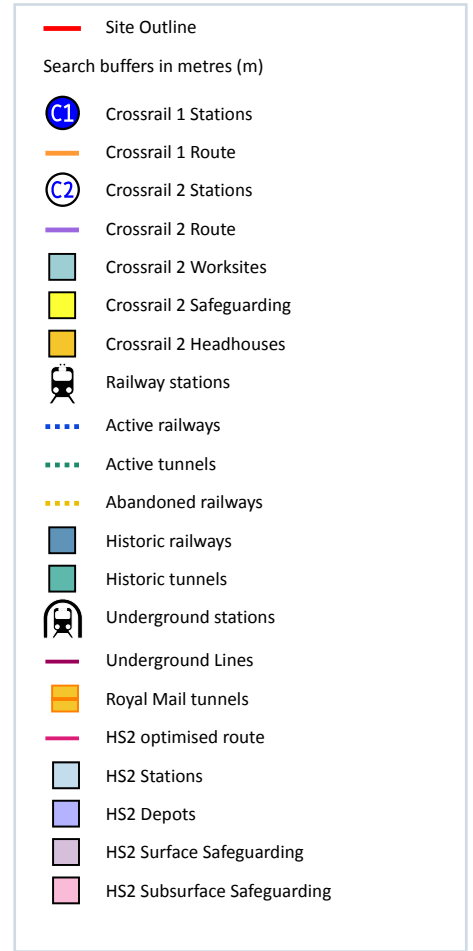 Site Outline
Search buffers in metres (m)
C1 Crossrail 1 Stations
Crossrail 1 Route
C2 Crossrail 2 Stations
Crossrail 2 Route
Crossrail 2 Worksites
Crossrail 2 Safeguarding
Crossrail 2 Headhouses
Railway stations
Active railways
Active tunnels
Abandoned railways
Historic railways
Historic tunnels
Underground stations
Underground Lines
Royal Mail tunnels
HS2 optimised route
HS2 Stations
HS2 Depots
HS2 Surface Safeguarding
HS2 Subsurface Safeguarding